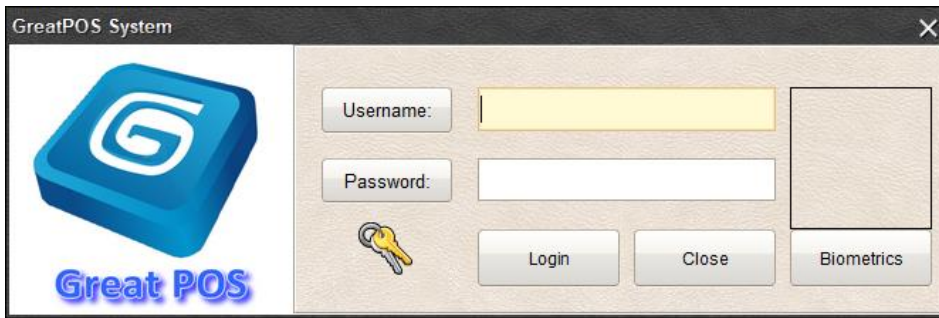 GreatPOS System
Username:
Password:
Login Close Biometrics
G
Great POS